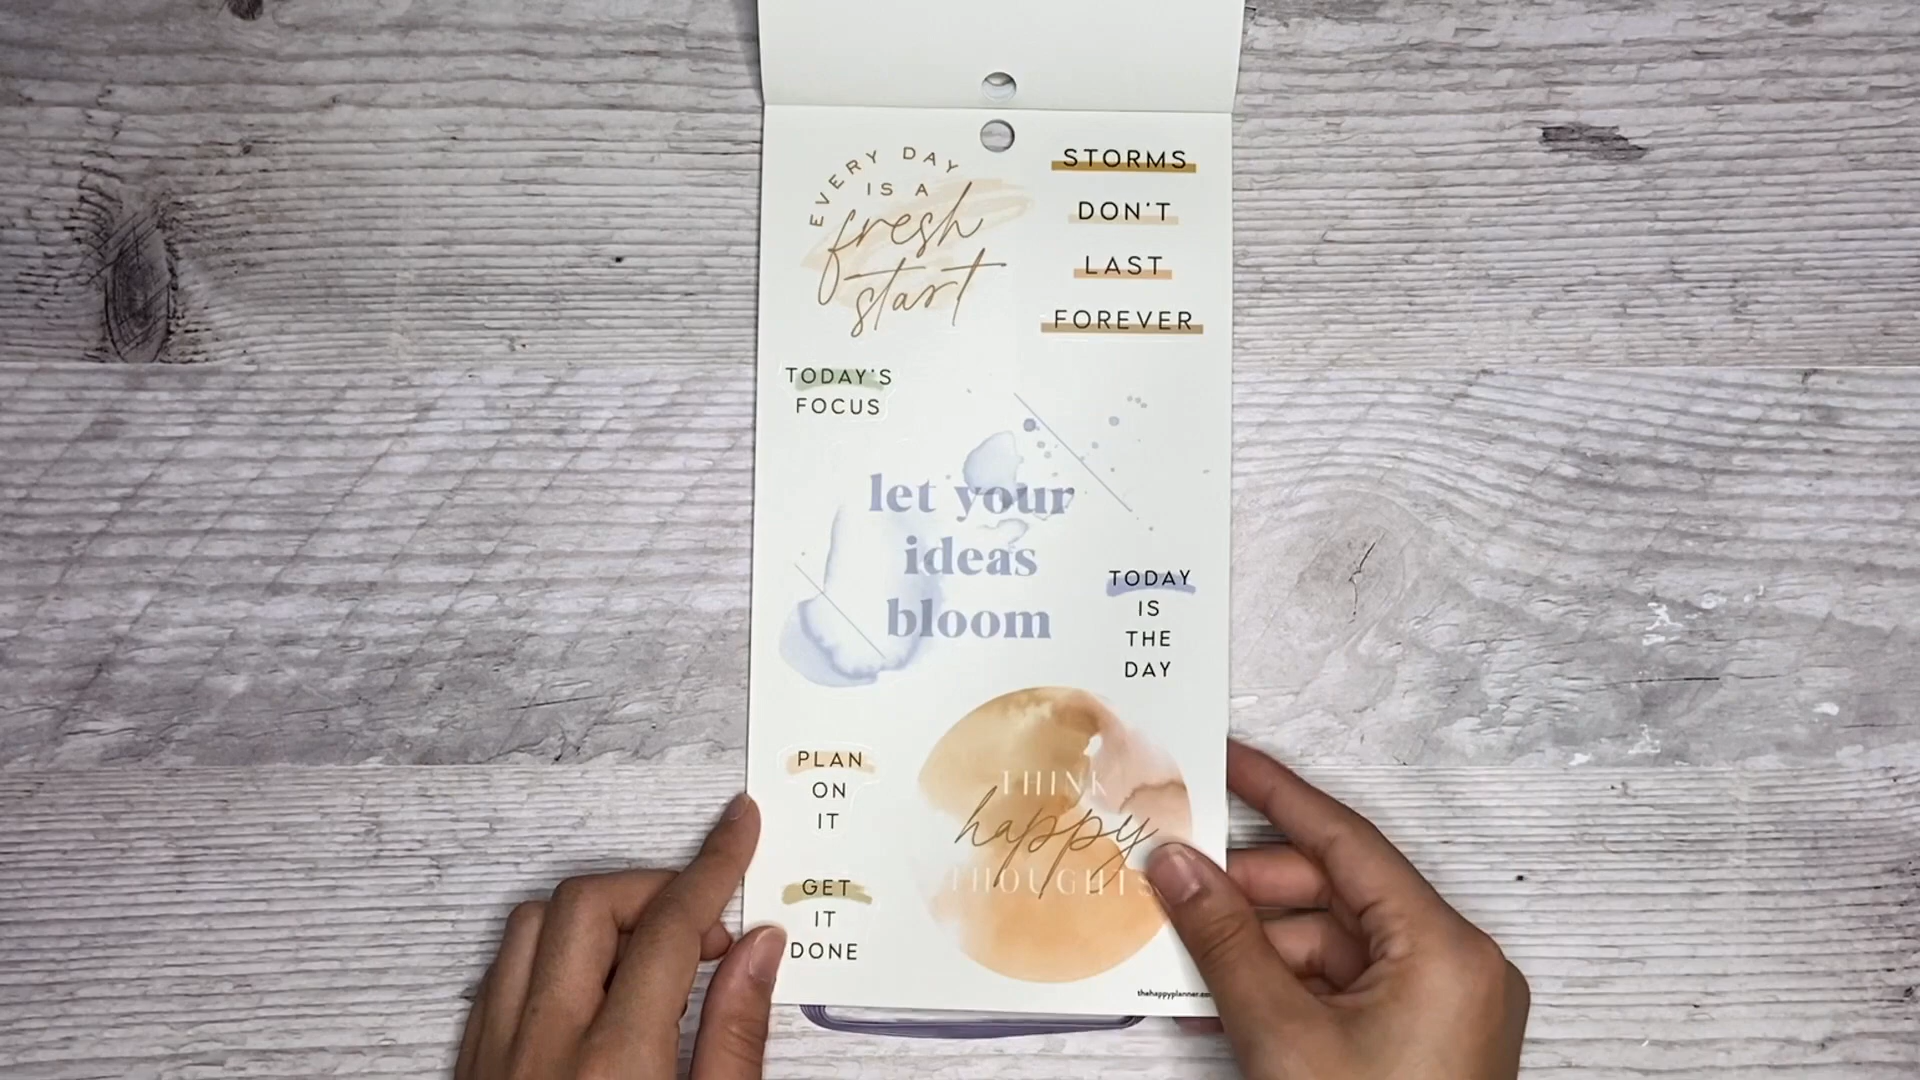 EVERY DAY
IS A
fresh
start
STORMS
DON'T
LAST
FOREVER
TODAY'S
FOCUS
let your
ideas
bloom
TODAY
IS
THE
DAY
PLAN
ON
IT
THINK
happy
THOUGHTS
GET
IT
DONE